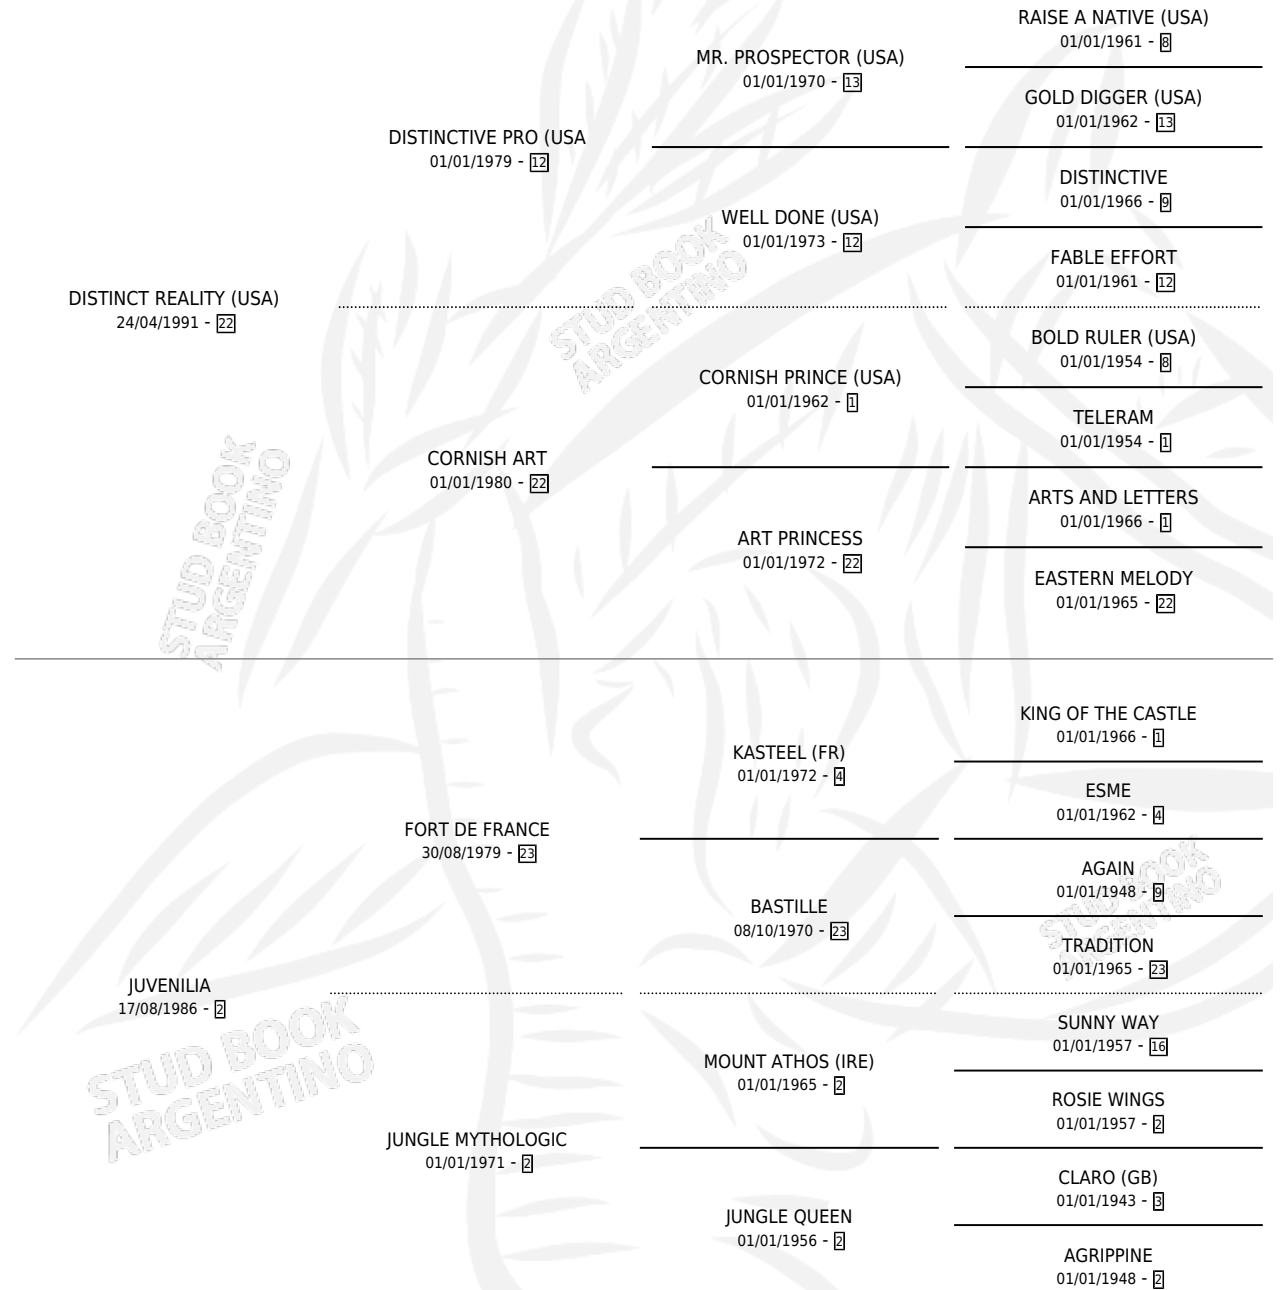 RAISE A NATIVE (USA)
01/01/1961 - 8
MR. PROSPECTOR (USA)
01/01/1970 - 13
GOLD DIGGER (USA)
01/01/1962 - 13
DISTINCTIVE PRO (USA
01/01/1979 - 12
DISTINCTIVE
01/01/1966 - 9
WELL DONE (USA)
01/01/1973 - 12
FABLE EFFORT
01/01/1961 - 12
DISTINCT REALITY (USA)
24/04/1991 - 22
BOLD RULER (USA)
01/01/1954 - 8
CORNISH PRINCE (USA)
01/01/1962 - 1
TELERAM
01/01/1954 - 1
CORNISH ART
01/01/1980 - 22
ARTS AND LETTERS
01/01/1966 - 1
ART PRINCESS
01/01/1972 - 22
EASTERN MELODY
01/01/1965 - 22
KING OF THE CASTLE
01/01/1966 - 1
KASTEEL (FR)
01/01/1972 - 4
ESME
01/01/1962 - 4
FORT DE FRANCE
30/08/1979 - 23
AGAIN
01/01/1948 - 9
BASTILLE
08/10/1970 - 23
TRADITION
01/01/1965 - 23
JUVENILIA
17/08/1986 - 2
SUNNY WAY
01/01/1957 - 16
MOUNT ATHOS (IRE)
01/01/1965 - 2
ROSIE WINGS
01/01/1957 - 2
JUNGLE MYTHOLOGIC
01/01/1971 - 2
CLARO (GB)
01/01/1943 - 3
JUNGLE QUEEN
01/01/1956 - 2
AGRIPPINE
01/01/1948 - 2
STUD BOOK
ARGENTINO
STUD BOOK
ARGENTINO
STUD BOOK
ARGENTINO
STUD BOOK
ARGENTINO